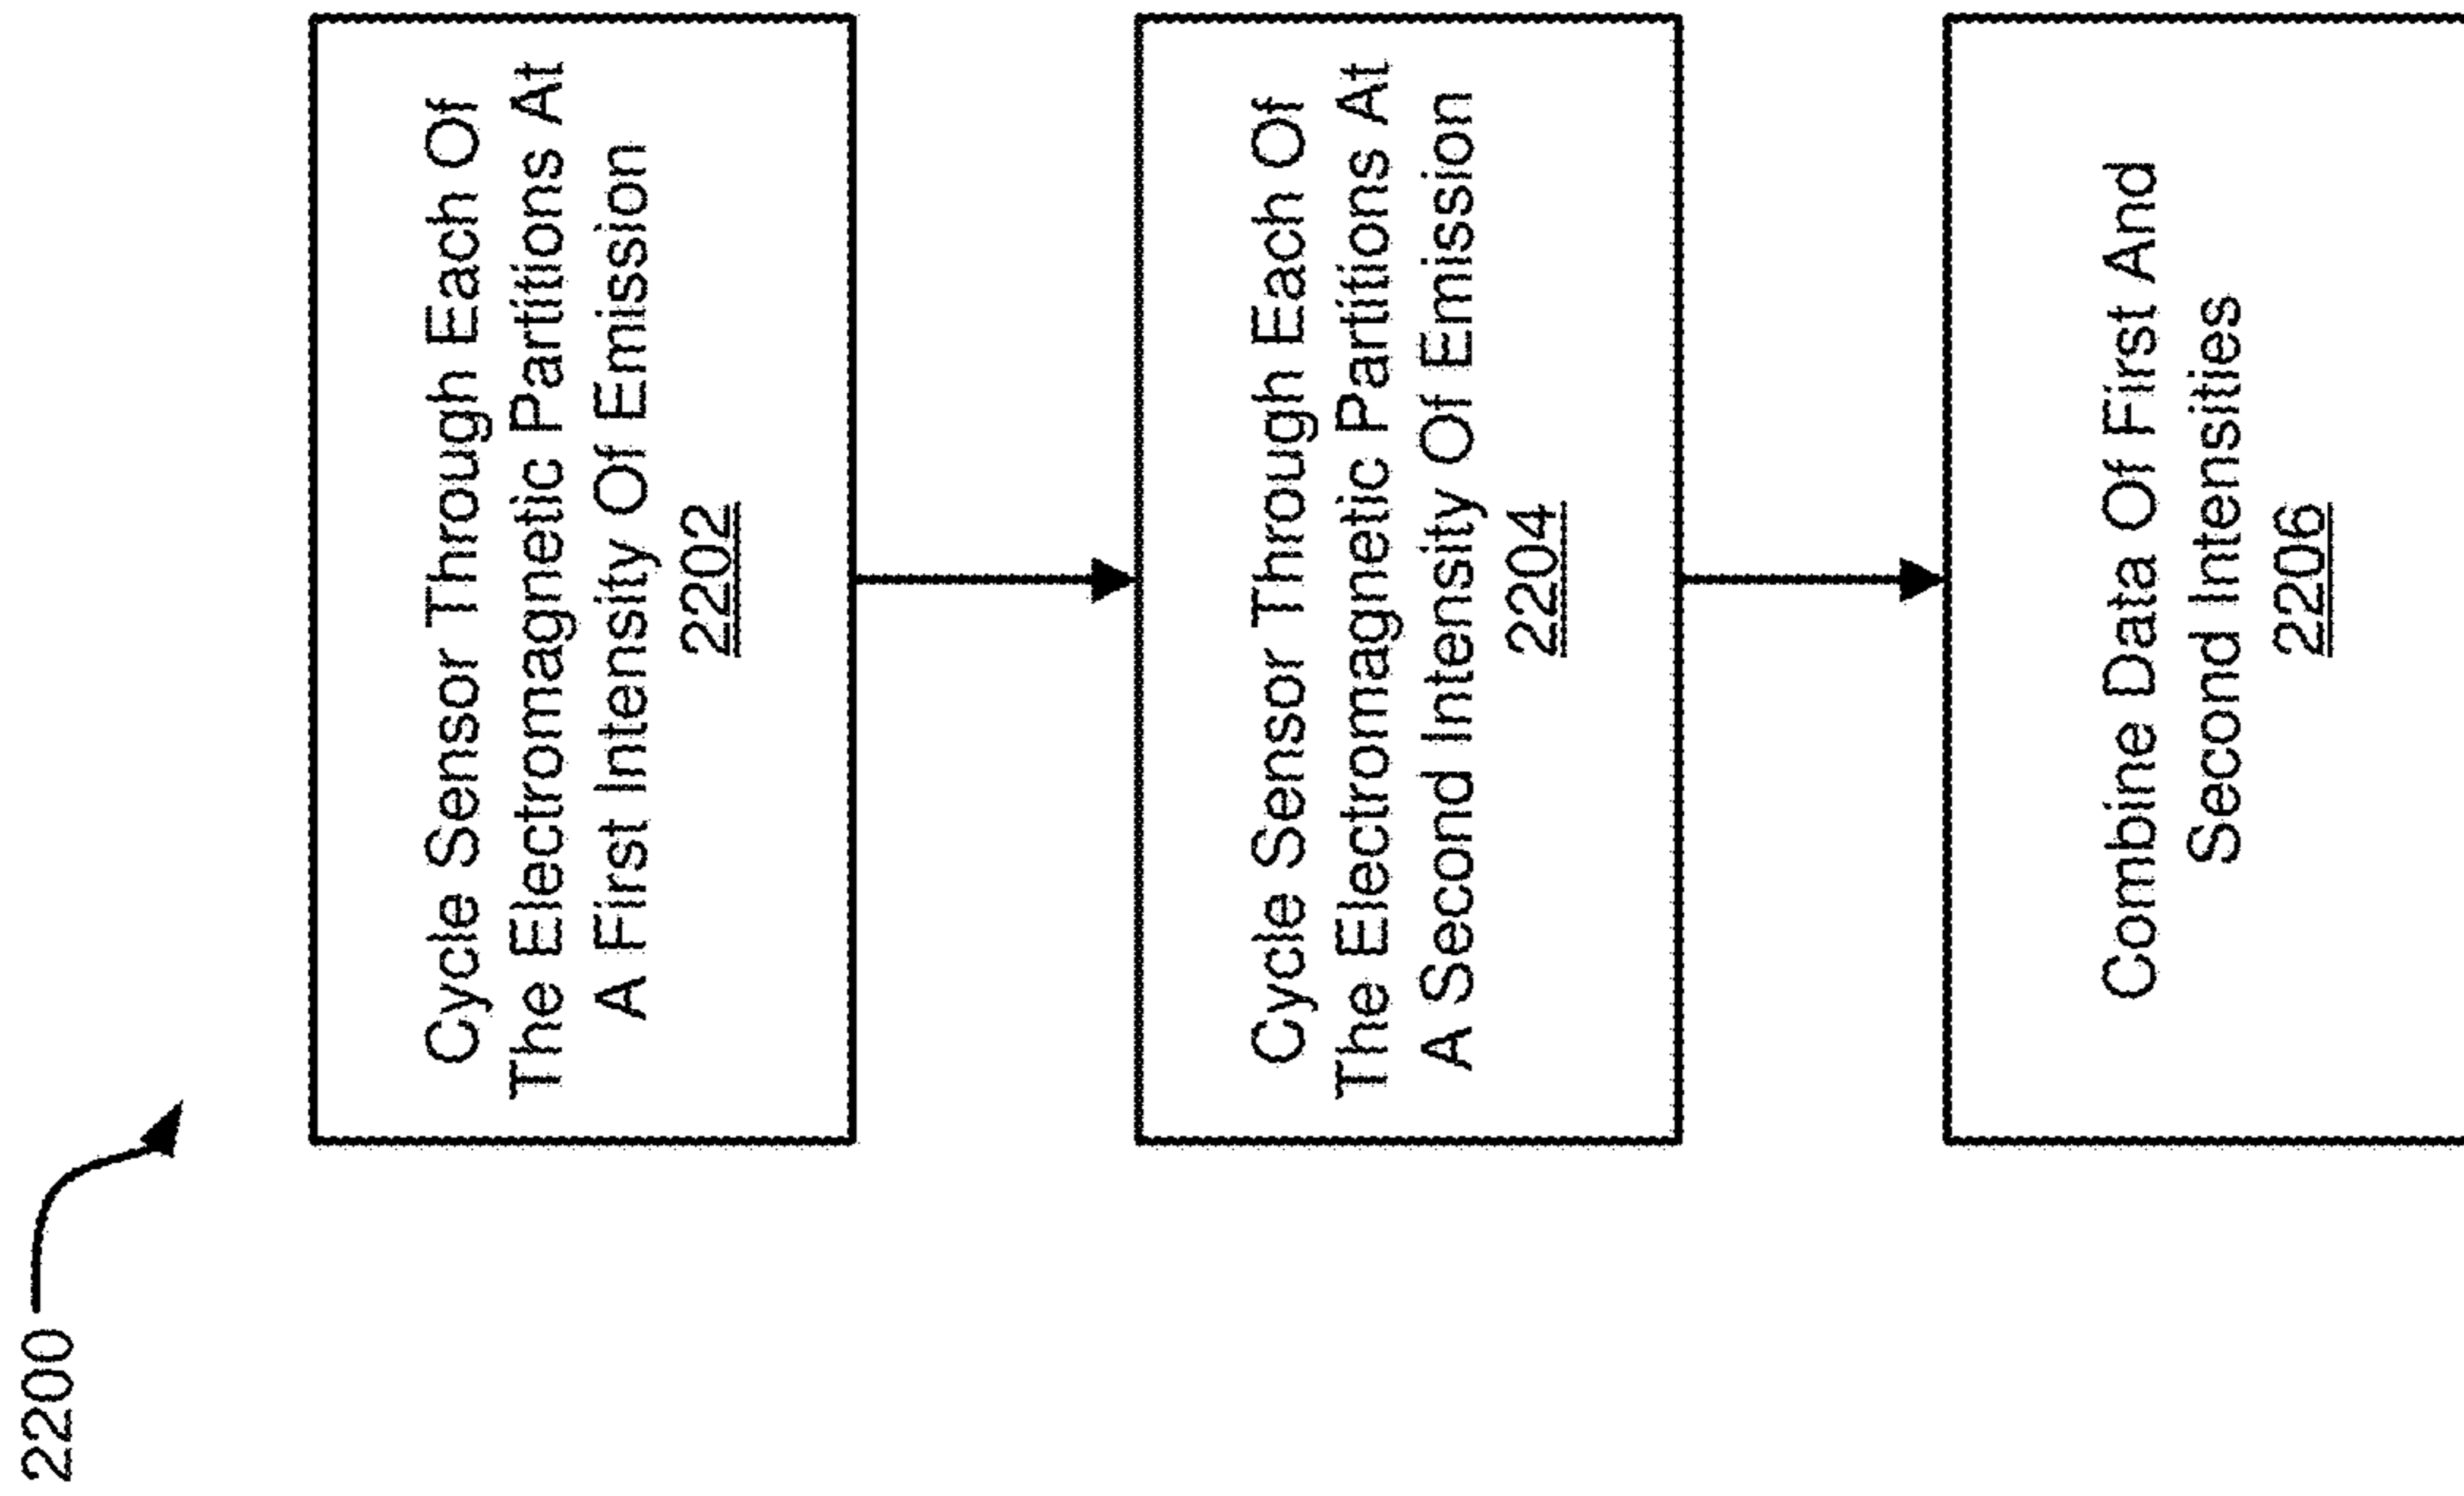 2200
Cycle Sensor Through Each Of
The Electromagnetic Partitions At
A First Intensity Of Emission
2202
Cycle Sensor Through Each Of
The Electromagnetic Partitions At
A Second Intensity Of Emission
2204
Combine Data Of First And
Second Intensities
2206